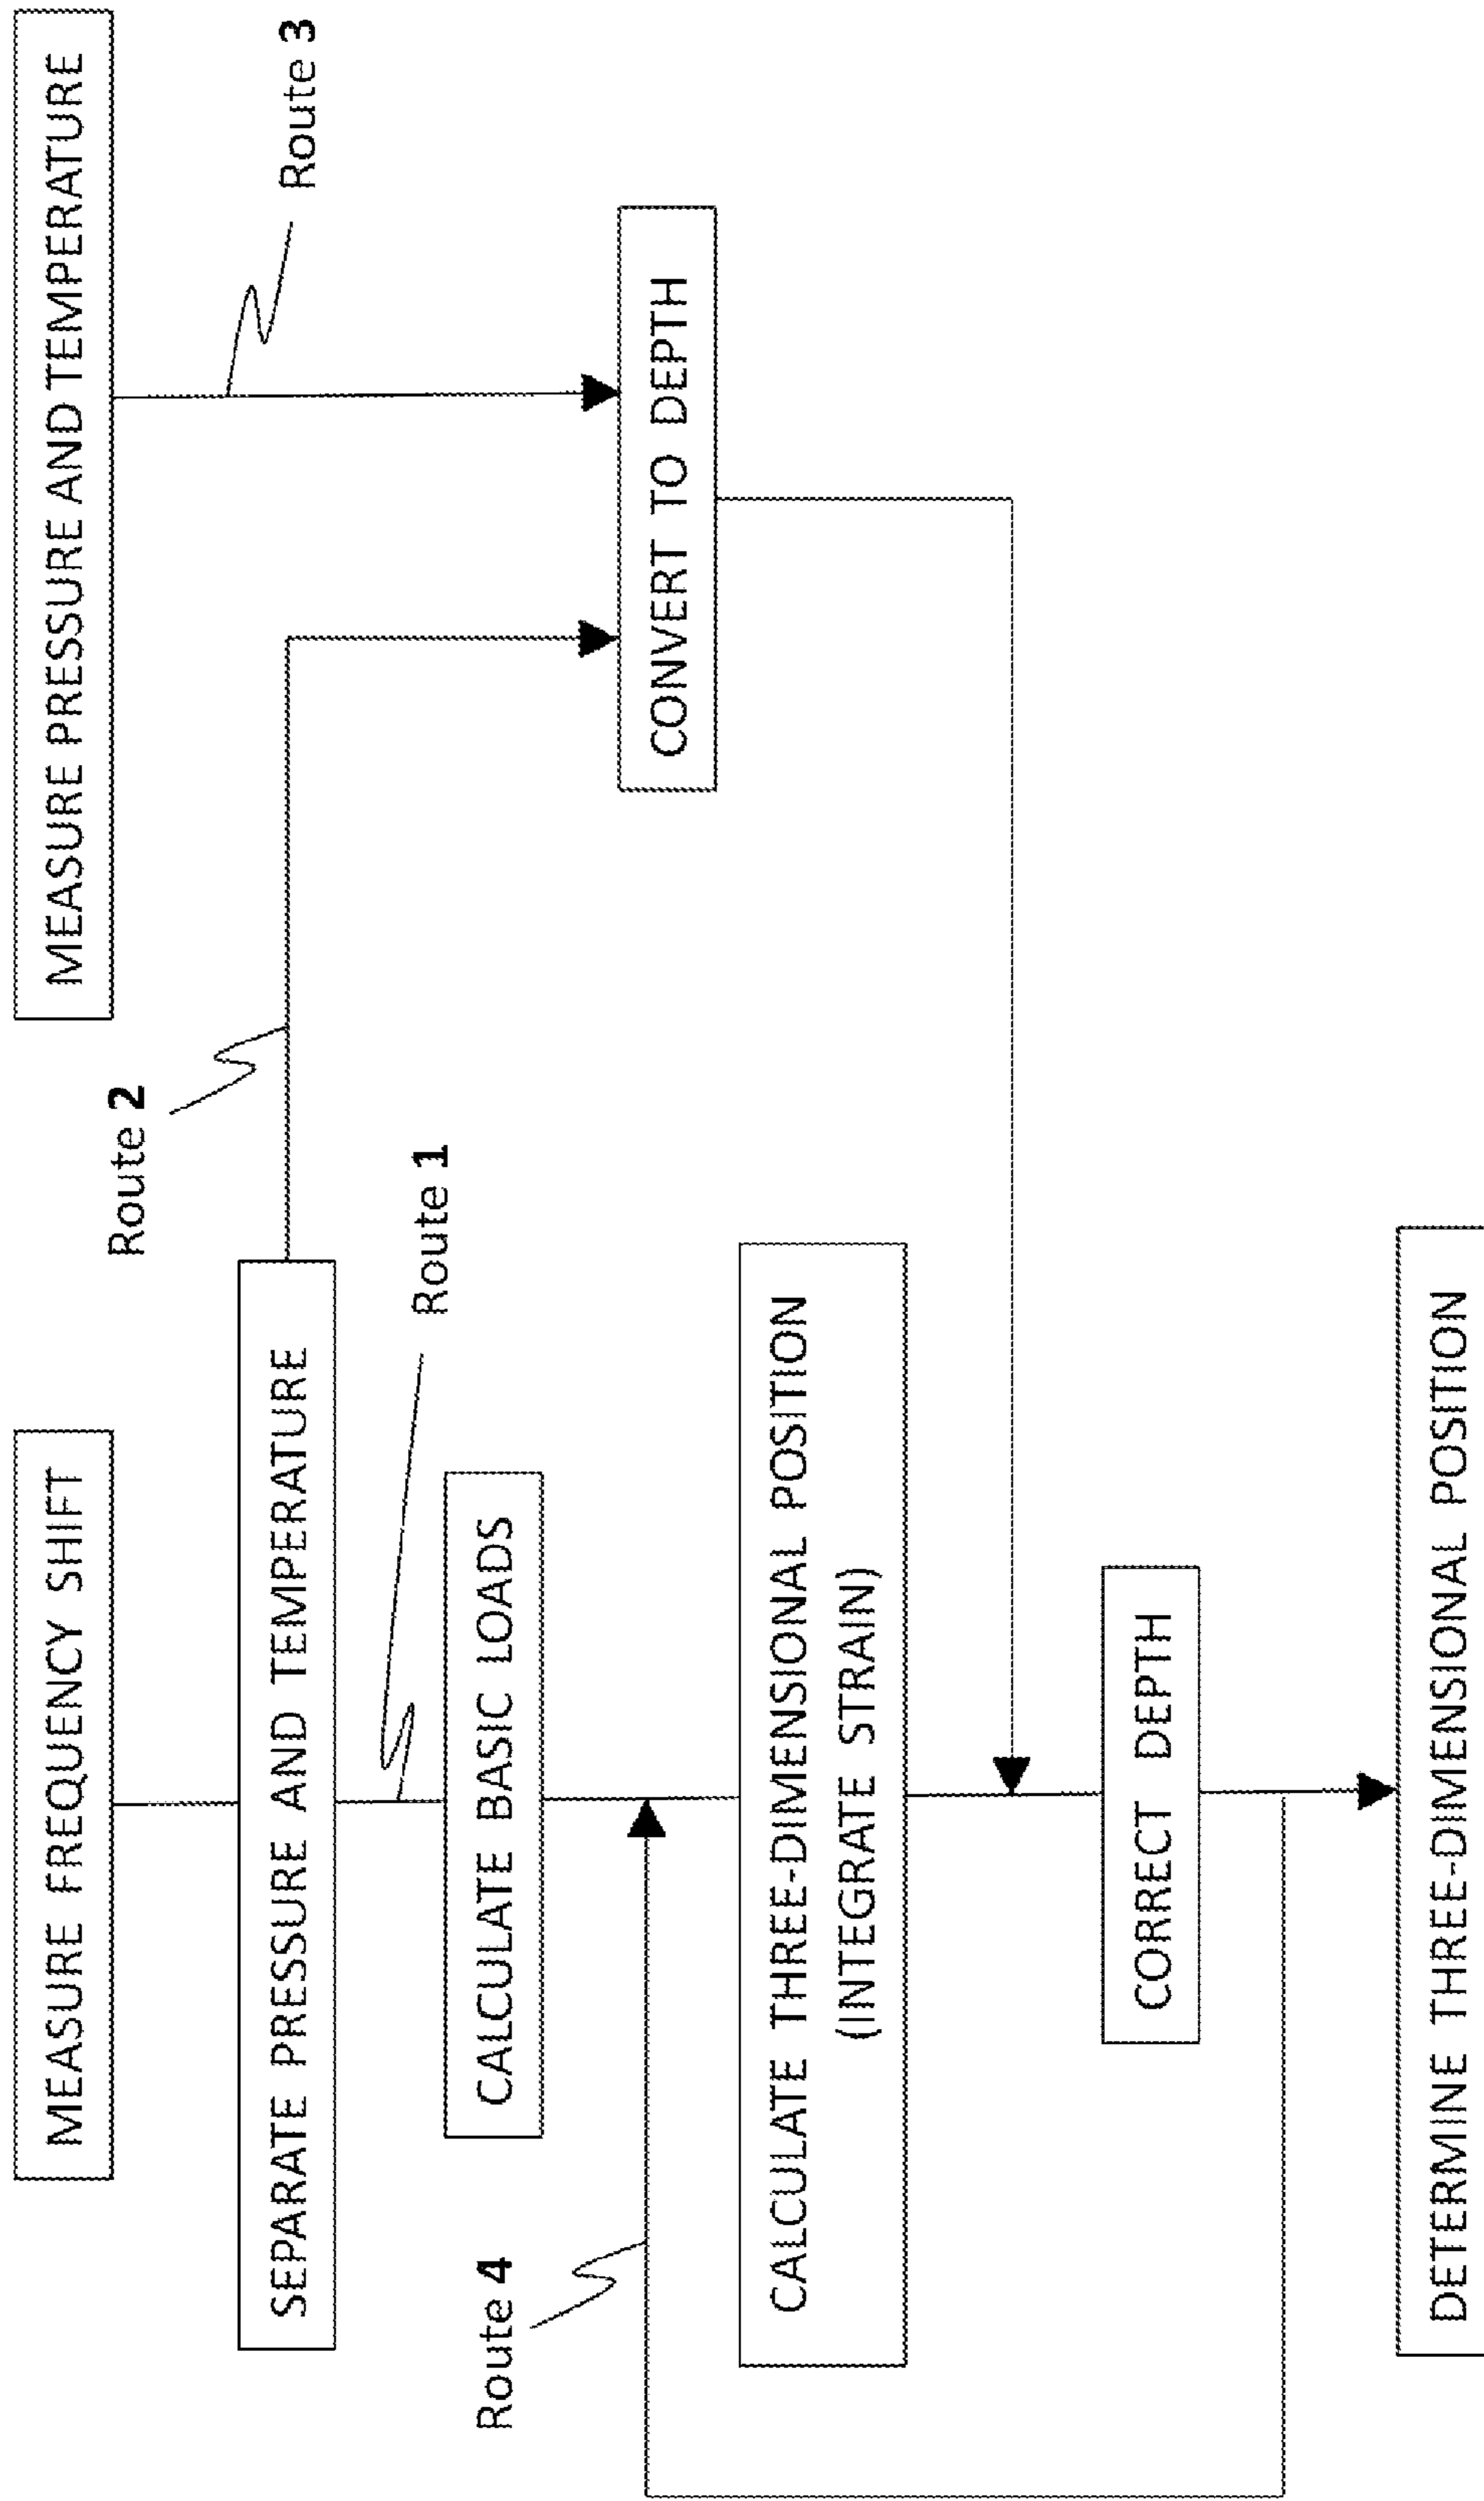 MEASURE FREQUENCY SHIFT
MEASURE PRESSURE AND TEMPERATURE
Route 2
Route 3
SEPARATE PRESSURE AND TEMPERATURE
Route 1
CALCULATE BASIC LOADS
Route 4
CONVERT TO DEPTH
CALCULATE THREE-DIMENSIONAL POSITION
(INTEGRATE STRAIN)
CORRECT DEPTH
DETERMINE THREE-DIMENSIONAL POSITION